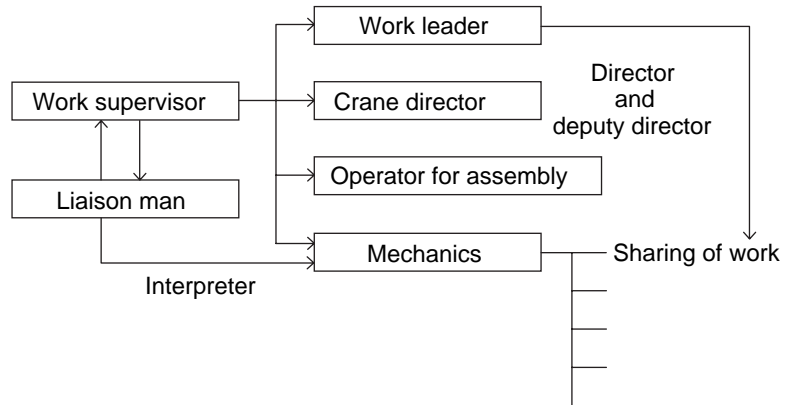 Work leader
Director
and
deputy director
Work supervisor
Crane director
Operator for assembly
Liaison man
Mechanics
Sharing of work
Interpreter